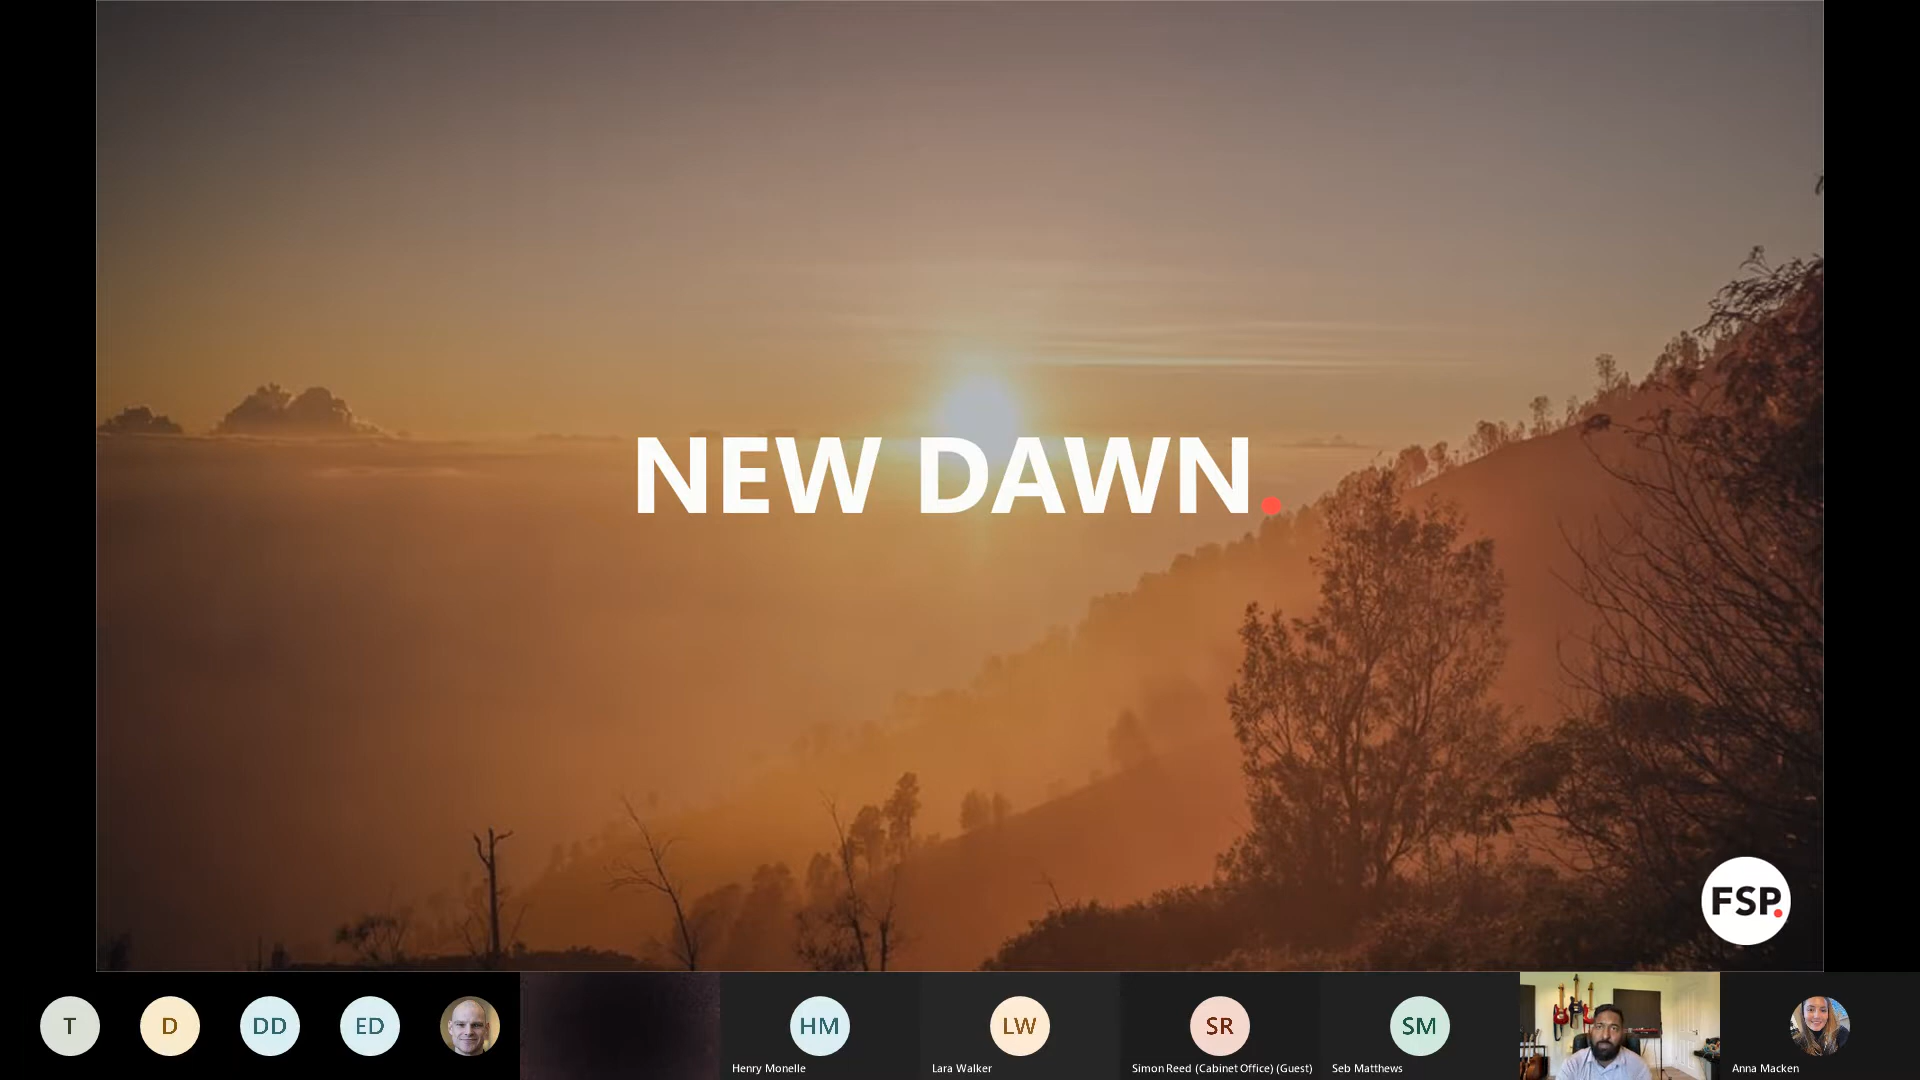 NEW DAWN.
FSP.
T
D
DD
ED
HM
LW
SR
SM
Henry Monelle
Lara Walker
Simon Reed (Cabinet Office) (Guest)
Seb Matthews
Anna Macken